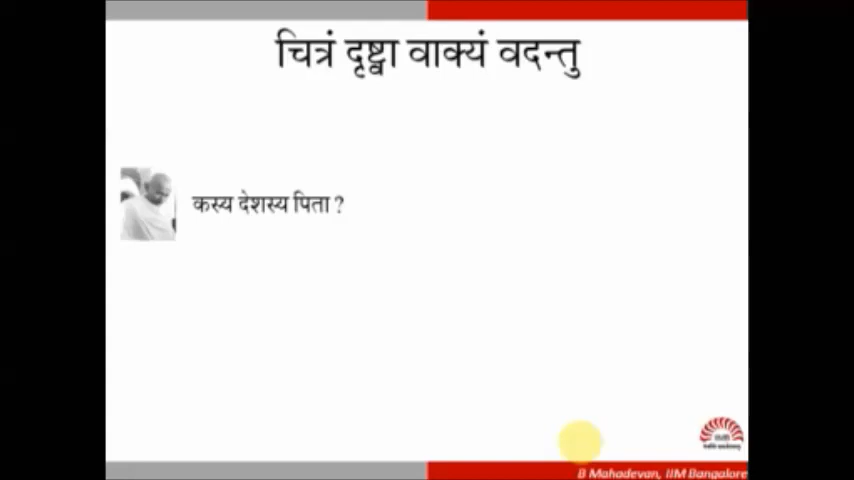 चित्रं दृष्ट्वा वाक्यं वदन्तु
कस्य देशस्य पिता ?
B Mahadevan, IIM Bangalore